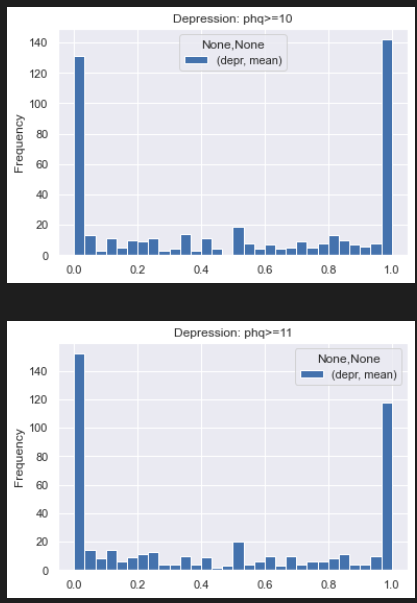 Depression: phq>=10
None,None
(depr, mean)
Frequency
140
120
100
80
60
40
20
0
0.0 0.2 0.4 0.6 0.8 1.0
Depression: phq>=11
None,None
(depr, mean)
Frequency
140
120
100
80
60
40
20
0
0.0 0.2 0.4 0.6 0.8 1.0